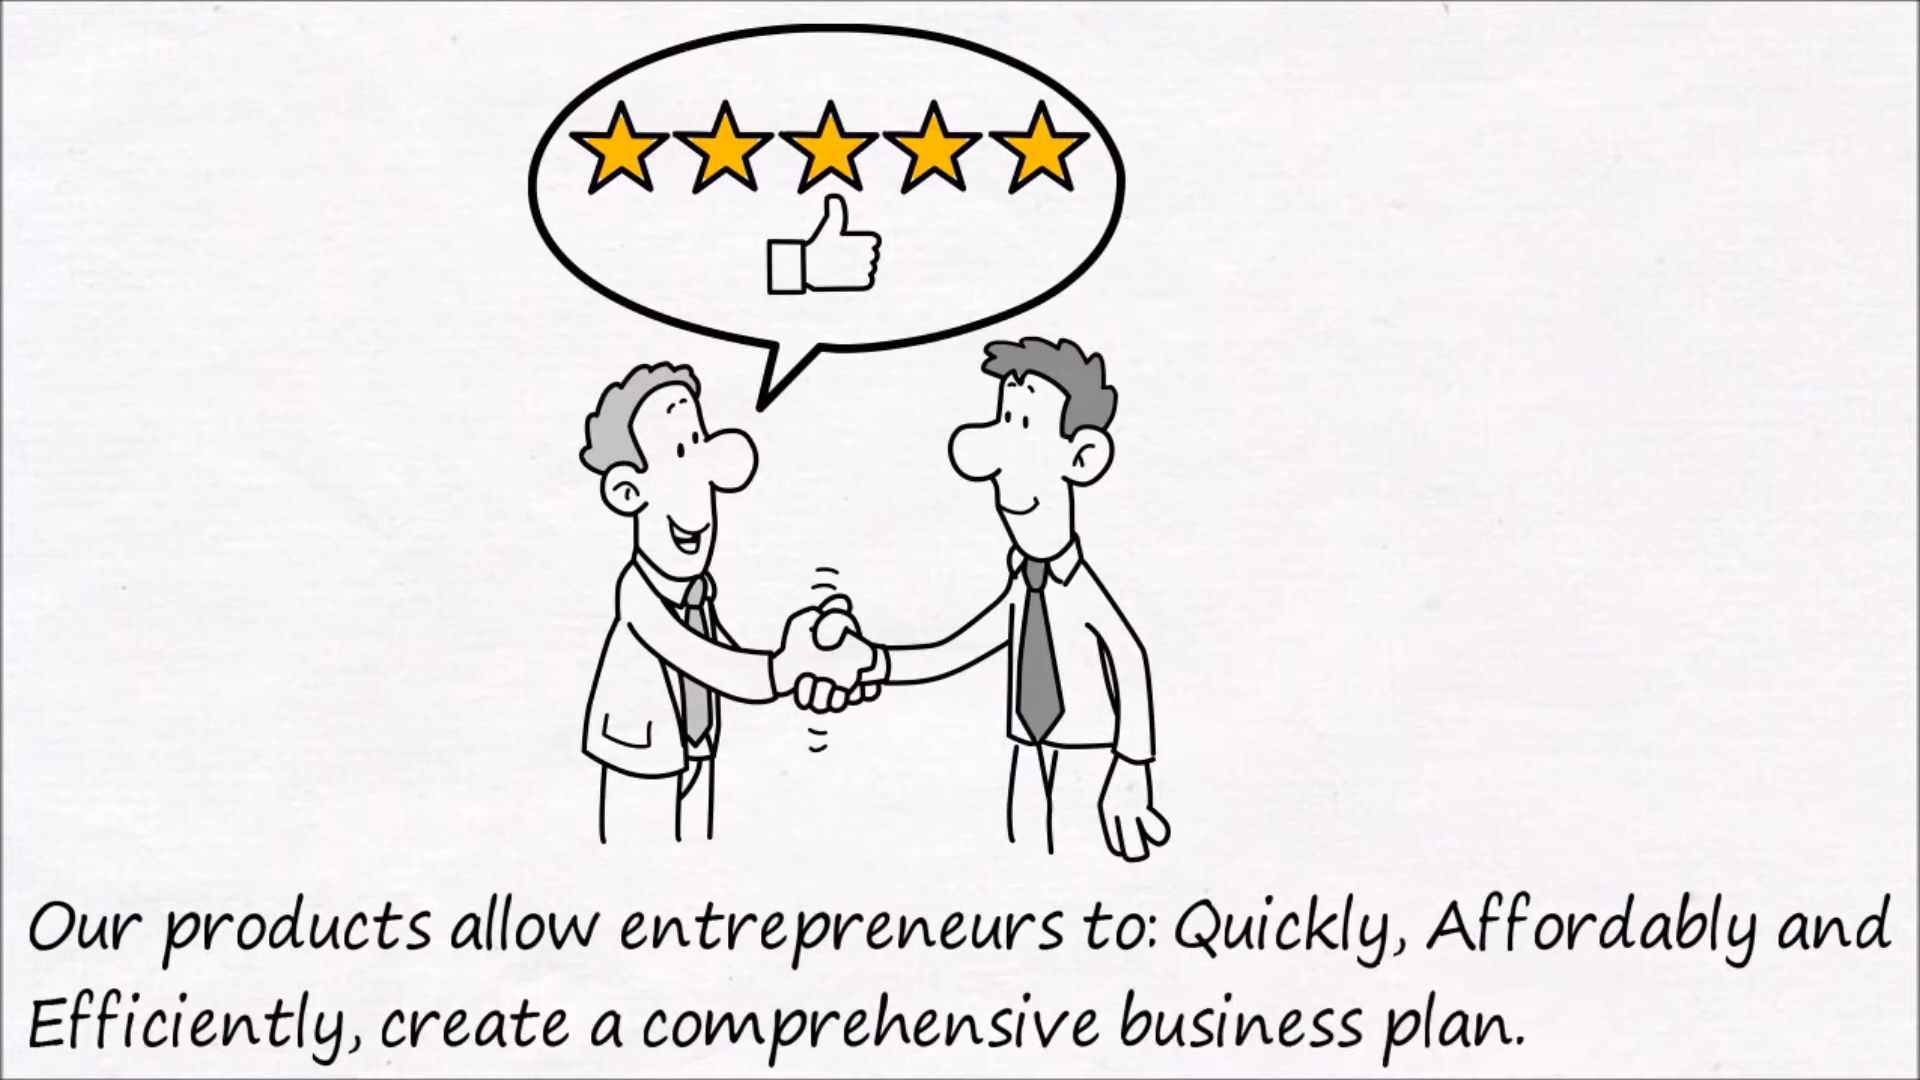 Our products allow entrepreneurs to: Quickly, Affordably and
Efficiently, create a comprehensive business plan.